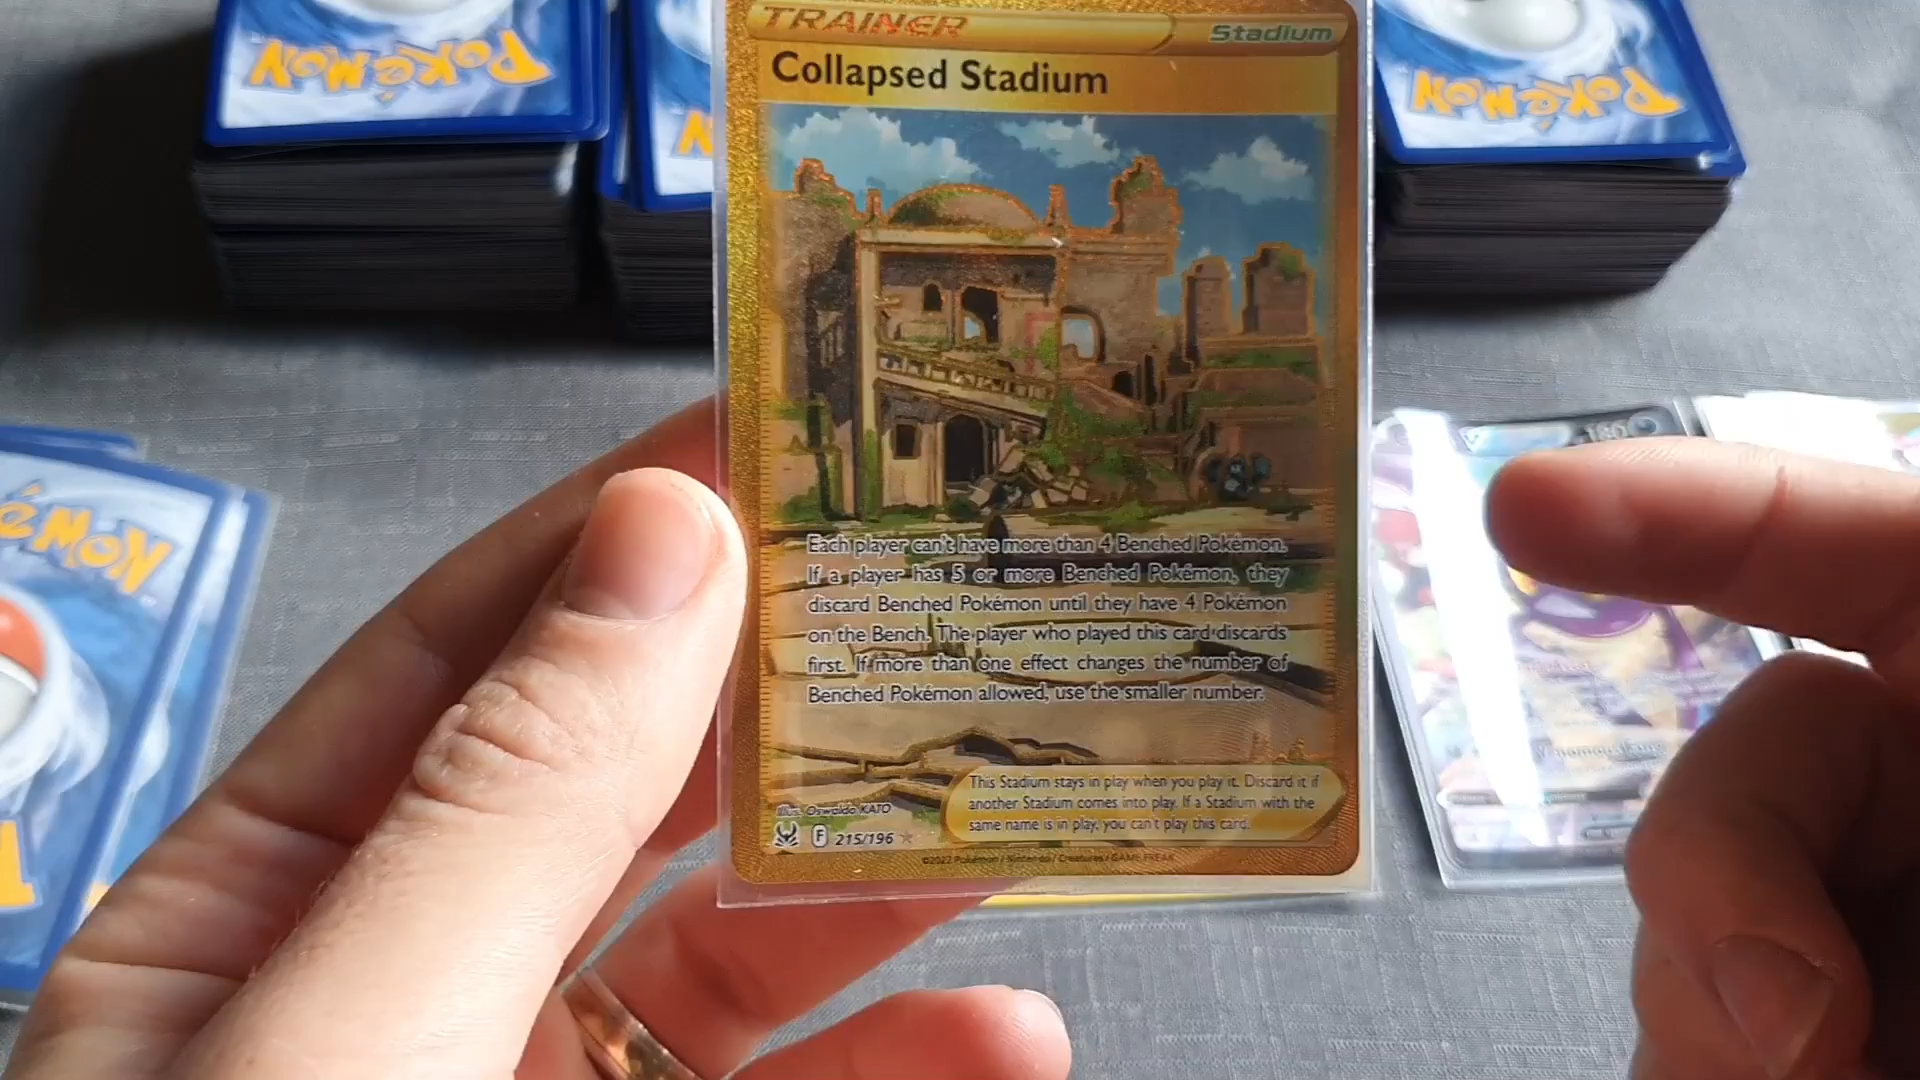 Pokémon
Pokémon
TRAINER
Stadium
Collapsed Stadium
Each player can't have more than 4 Benched Pokémon.
If a player has 5 or more Benched Pokémon, they
discard Benched Pokémon until they have 4 Pokémon
on the Bench. The player who played this card discards
first. If more than one effect changes the number of
Benched Pokémon allowed, use the smaller number.
This Stadium stays in play when you play it. Discard it if
another Stadium comes into play. If a Stadium with the
same name is in play, you can't play this card.
Illus. Oswaldo KATO
F 215/196
©2022 Pokémon / Nintendo / Creatures / GAME FREAK
180